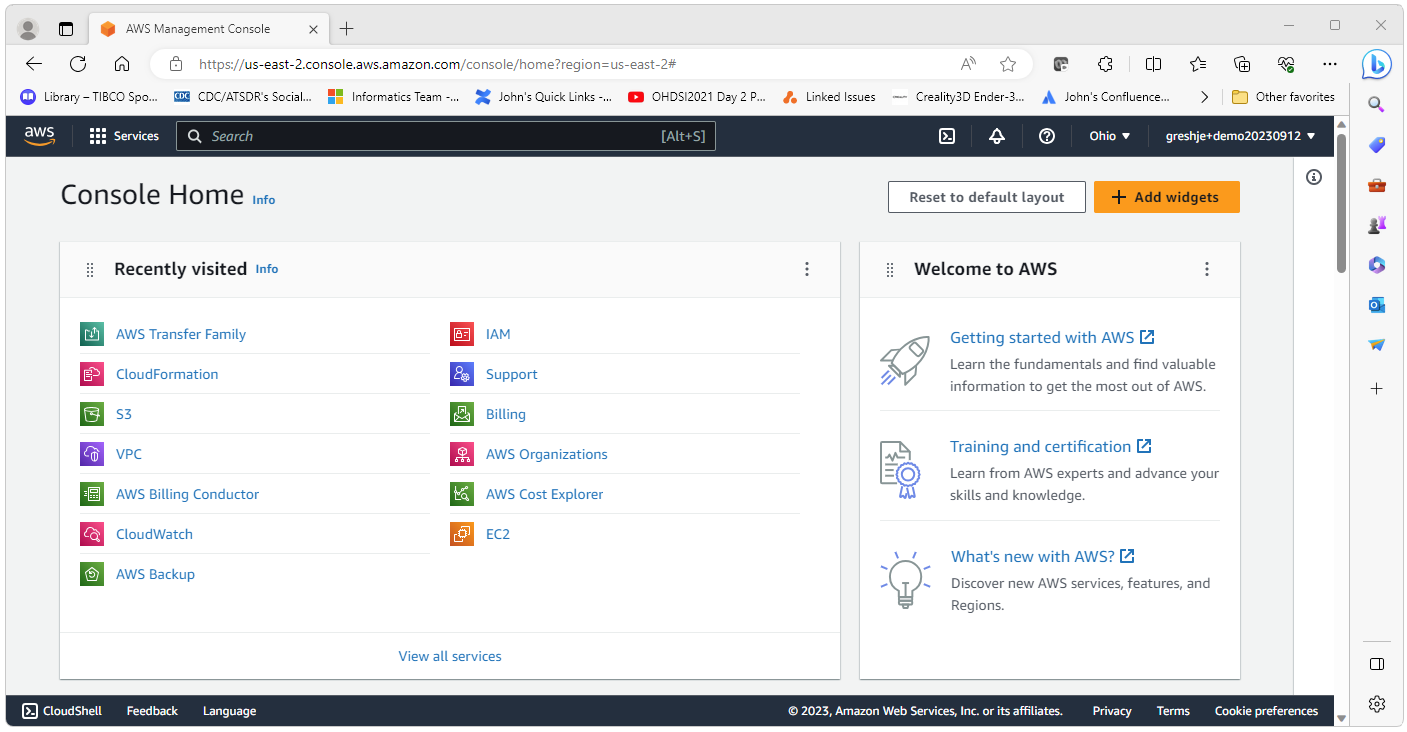 AWS Management Console
https://us-east-2.console.aws.amazon.com/console/home?region=us-east-2#
Library – TIBCO Spo...
CDC CDC/ATSDR's Social...
Informatics Team -...
John's Quick Links -...
OHDSI2021 Day 2 P...
Linked Issues
Creality3D Ender-3...
John's Confluence...
Other favorites
aws Services Search [Alt+S] Ohio greshje+demo20230912
Console Home Info
Reset to default layout
Add widgets
Recently visited Info
AWS Transfer Family
CloudFormation
S3
VPC
AWS Billing Conductor
CloudWatch
AWS Backup
IAM
Support
Billing
AWS Organizations
AWS Cost Explorer
EC2
View all services
Welcome to AWS
Getting started with AWS
Learn the fundamentals and find valuable
information to get the most out of AWS.
Training and certification
Learn from AWS experts and advance your
skills and knowledge.
What's new with AWS?
Discover new AWS services, features, and
Regions.
CloudShell Feedback Language © 2023, Amazon Web Services, Inc. or its affiliates. Privacy Terms Cookie preferences